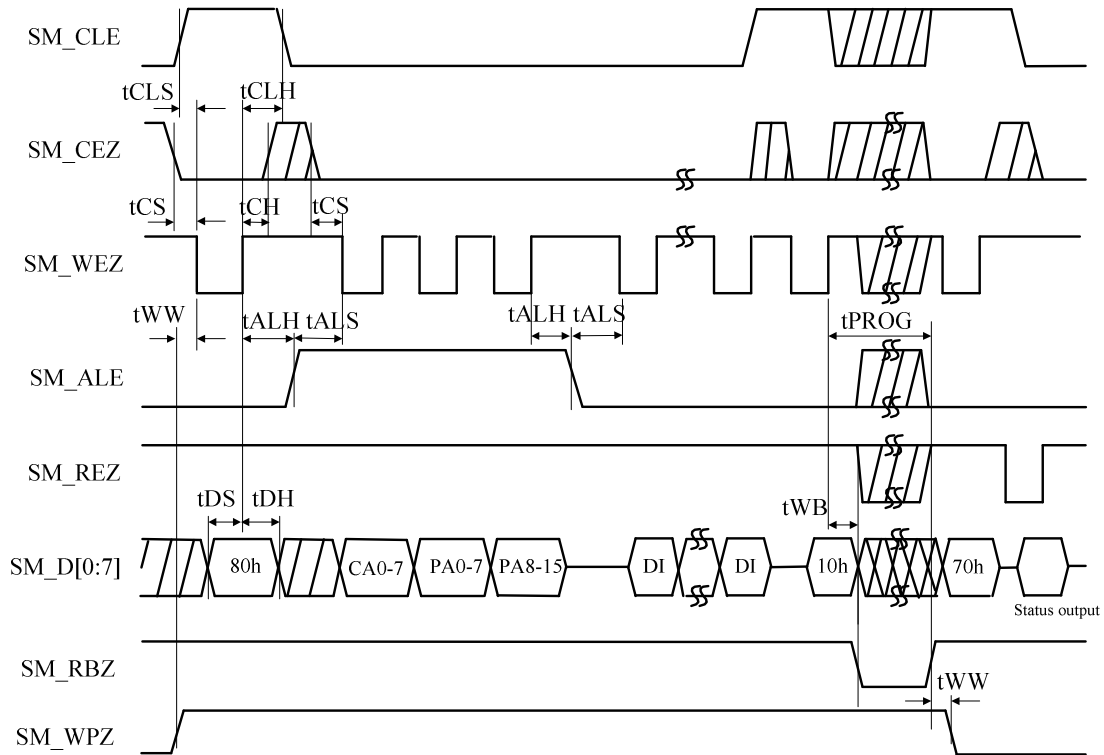 SM_CLE
tCLS
tCLH
SM_CEZ
tCS
tCH
tCS
SM_WEZ
tWW
tALH
tALS
tALH
tALS
tPROG
SM_ALE
SM_REZ
tDS
tDH
tWB
SM_D[0:7]
80h
CA0-7
PA0-7
PA8-15
DI
DI
10h
70h
Status output
SM_RBZ
tWW
SM_WPZ